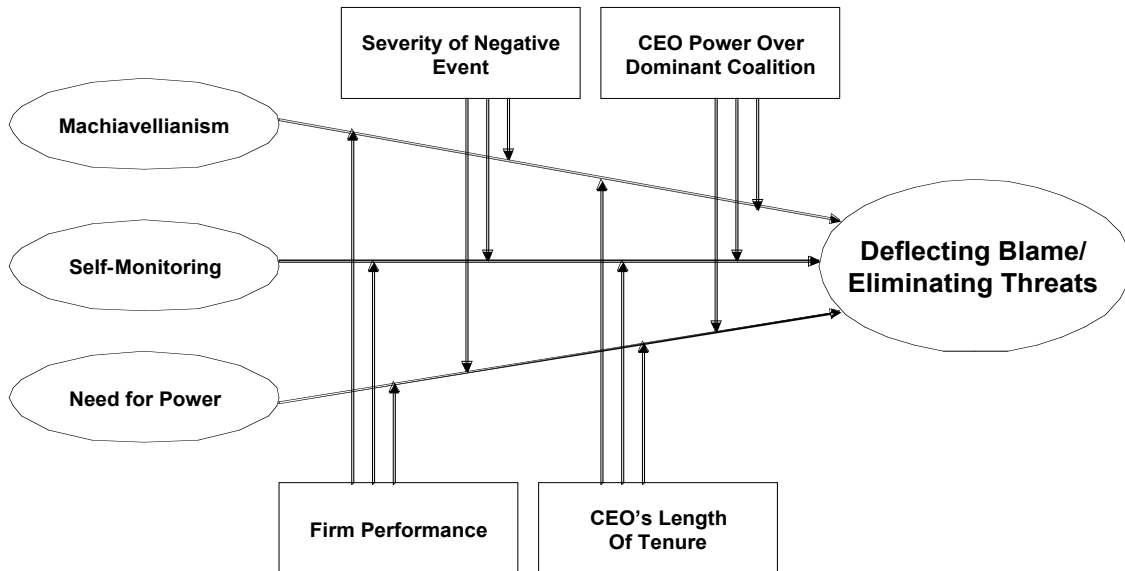 Severity of Negative
Event
CEO Power Over
Dominant Coalition
Machiavellianism
Self-Monitoring
Deflecting Blame/
Eliminating Threats
Need for Power
Firm Performance
CEO’s Length
Of Tenure